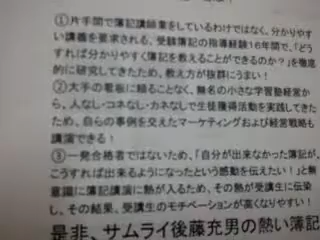 ①片手間で簿記講師業をしているわけではなく、分かりやす
い講義を要求される、受験簿記の指導経験16年間で、「どう
すれば分かりやすく簿記を教えることができるのか?」を徹底
的に研究してきたため、教え方が抜群にうまい!
②大手の看板に頼ることなく、無名の小さな学習塾経営か
ら、人なし・コネなし・カネなしで生徒獲得活動を実践してきた
ため、自らの事例を交えたマーケティングおよび経営戦略も
講演できる!
③一発合格者ではないため、「自分が出来なかった簿記が、
こうすれば出来るようになったという感動を伝えたい!」と無
意識に簿記講演に熱が入るため、その熱が受講生に伝染
し、その結果、受講生のモチベーションが高くなりやすい!
是非、サムライ後藤充男の熱い簿記